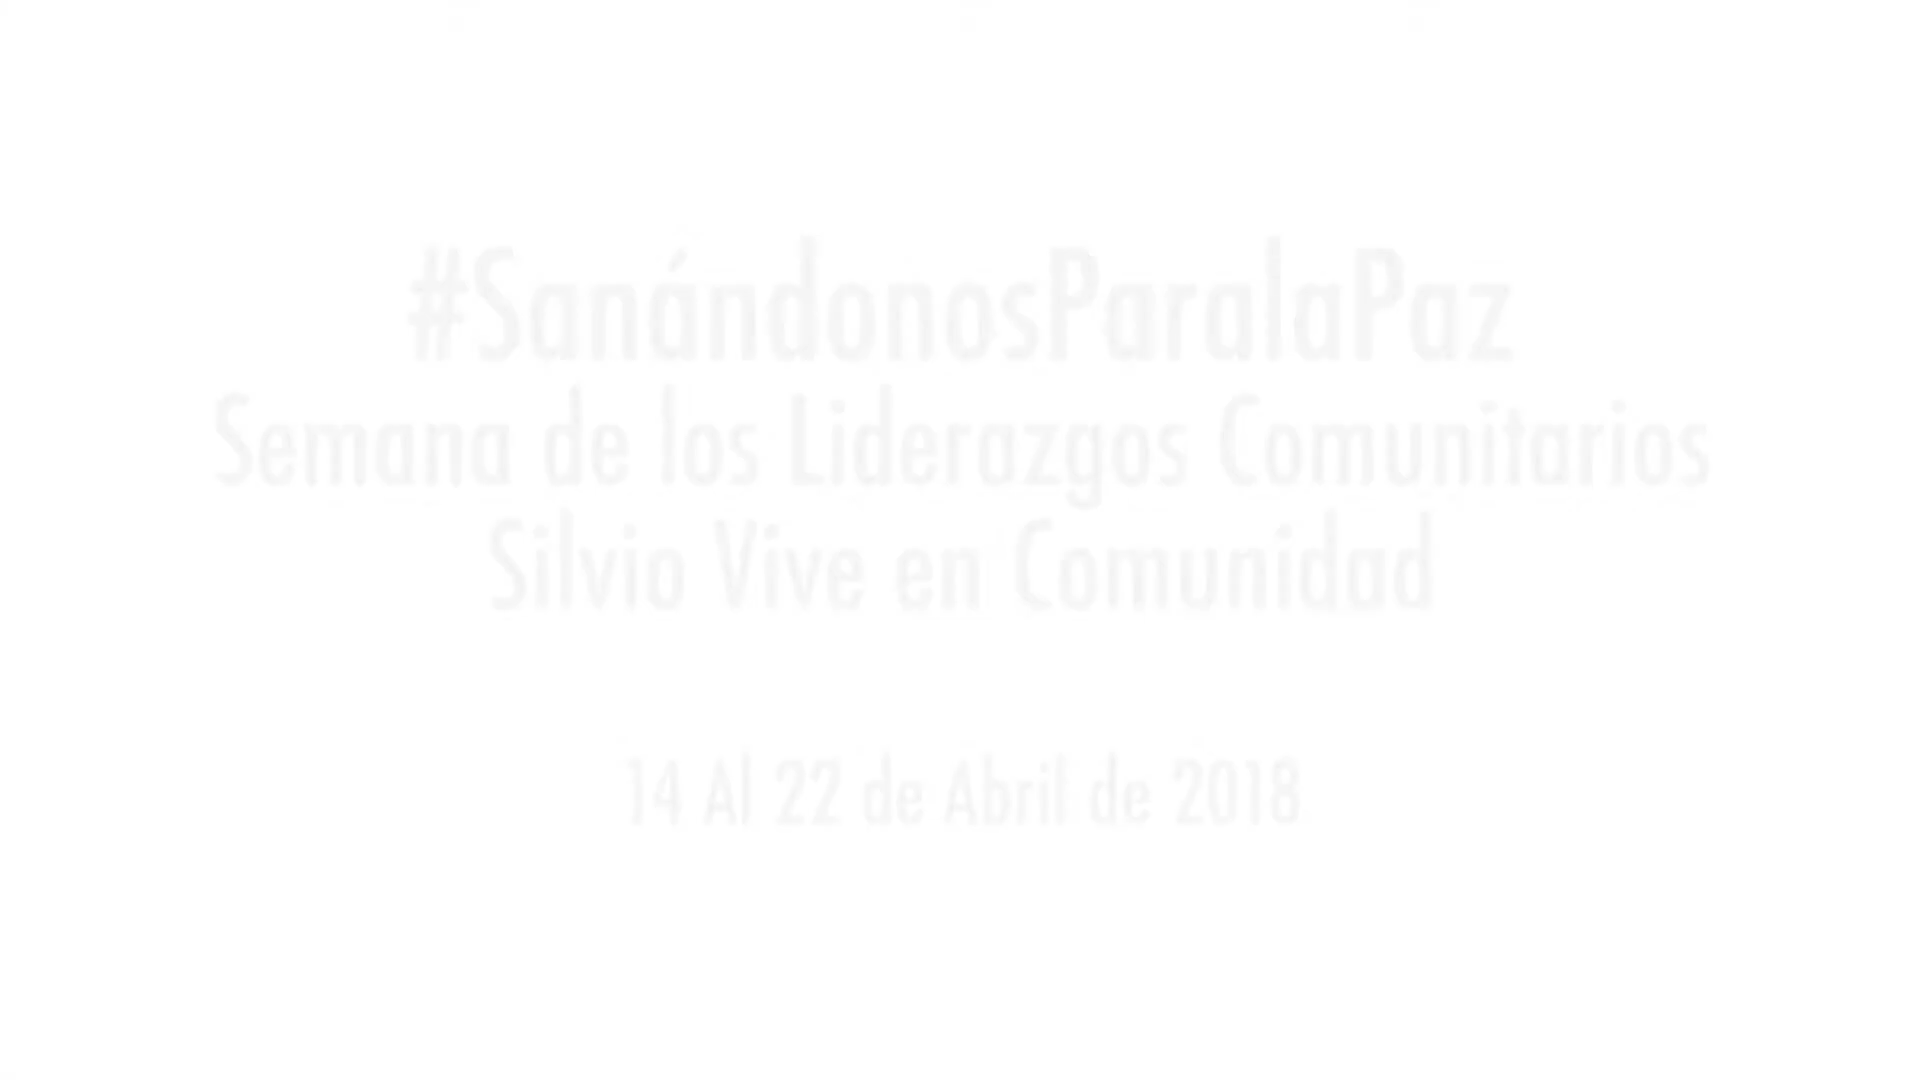 #SanándonosParalaPaz
Semana de los Liderazgos Comunitarios
Silvio Vive en Comunidad
14 Al 22 de Abril de 2018